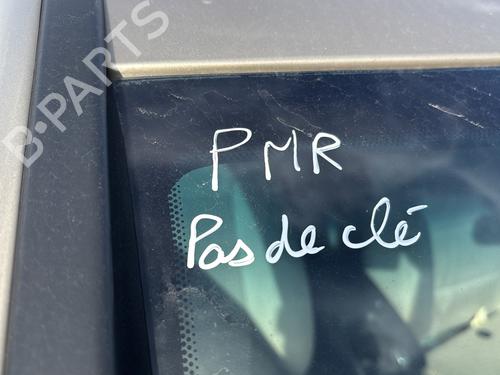 B-PARTS
PMR
Pas de clé